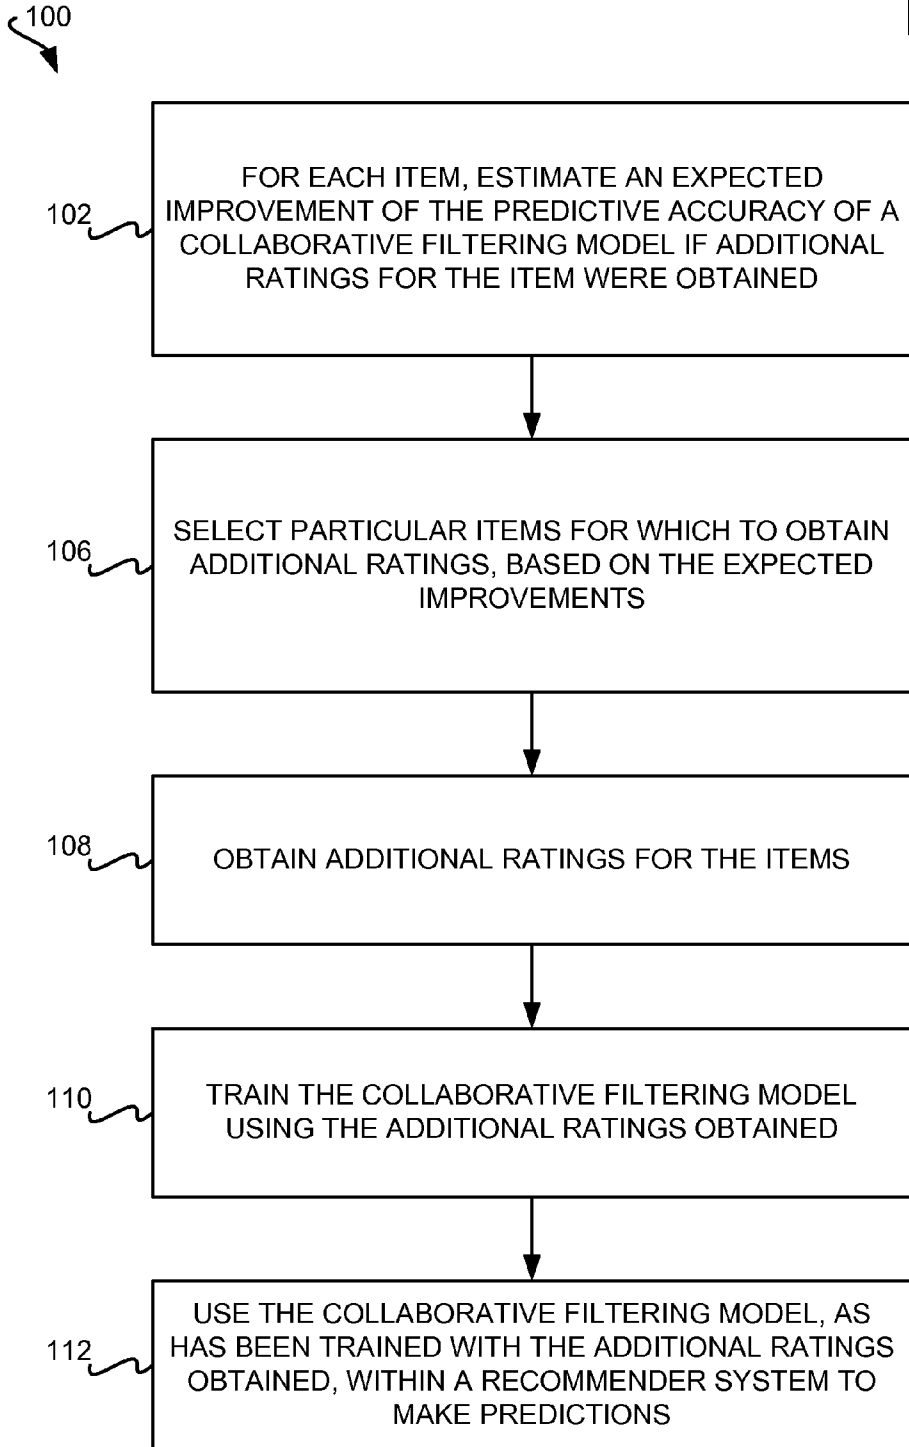 100
102
FOR EACH ITEM, ESTIMATE AN EXPECTED
IMPROVEMENT OF THE PREDICTIVE ACCURACY OF A
COLLABORATIVE FILTERING MODEL IF ADDITIONAL
RATINGS FOR THE ITEM WERE OBTAINED
106
SELECT PARTICULAR ITEMS FOR WHICH TO OBTAIN
ADDITIONAL RATINGS, BASED ON THE EXPECTED
IMPROVEMENTS
108
OBTAIN ADDITIONAL RATINGS FOR THE ITEMS
110
TRAIN THE COLLABORATIVE FILTERING MODEL
USING THE ADDITIONAL RATINGS OBTAINED
112
USE THE COLLABORATIVE FILTERING MODEL, AS
HAS BEEN TRAINED WITH THE ADDITIONAL RATINGS
OBTAINED, WITHIN A RECOMMENDER SYSTEM TO
MAKE PREDICTIONS